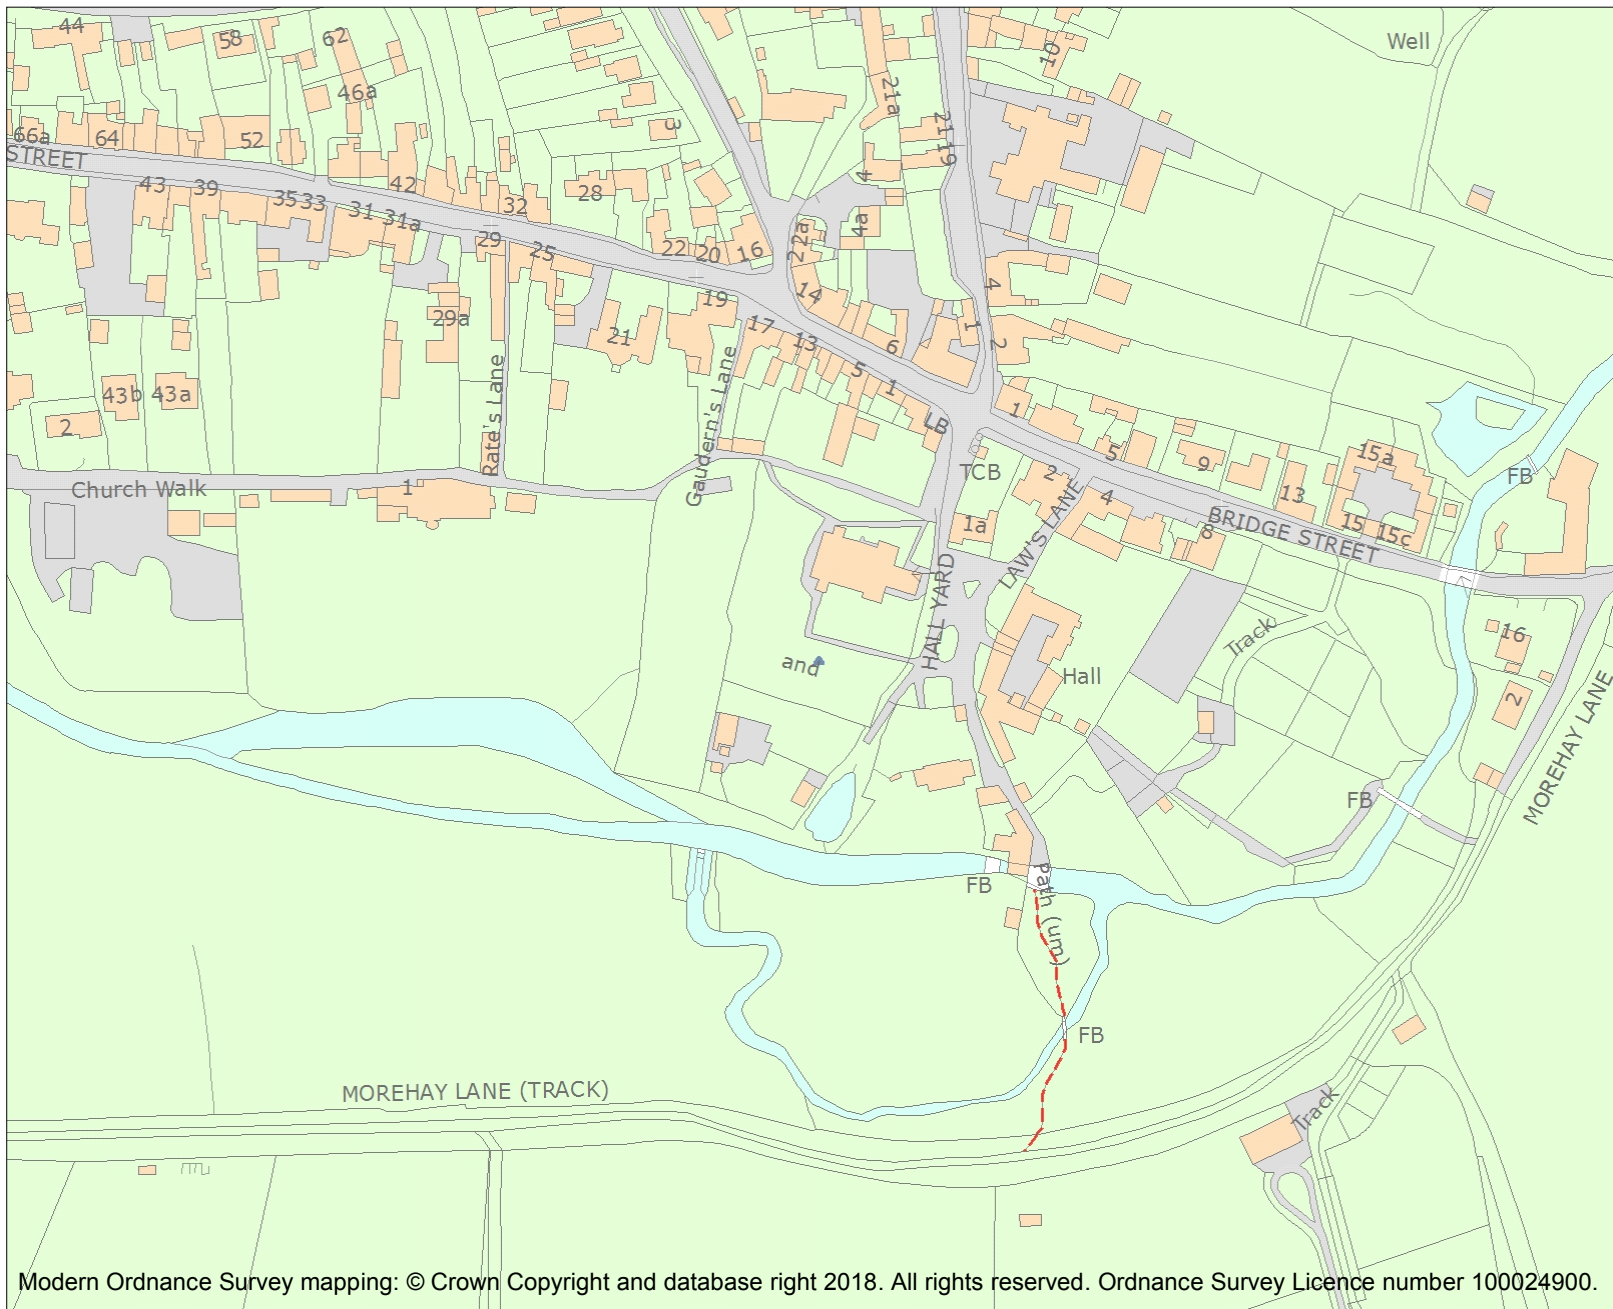 44
58
62
46a
3
21a
10
Well
66a
64
52
21
19
STREET
43
39
35
33
42
31
31a
32
28
4
4a
29
25
22
20
16
2
2a
14
4
29a
21
19
17
13
6
1
2
5
1
1
43b
43a
2
Rate's Lane
Gaudern's Lane
LB
TCB
2
5
9
13
15a
15
15c
FB
Church Walk
1
1a
LAW'S LANE
4
8
BRIDGE STREET
HALL YARD
Track
16
and
Hall
2
MOREHAY LANE
FB
FB
Path (um)
FB
MOREHAY LANE (TRACK)
Track
Modern Ordnance Survey mapping: © Crown Copyright and database right 2018. All rights reserved. Ordnance Survey Licence number 100024900.